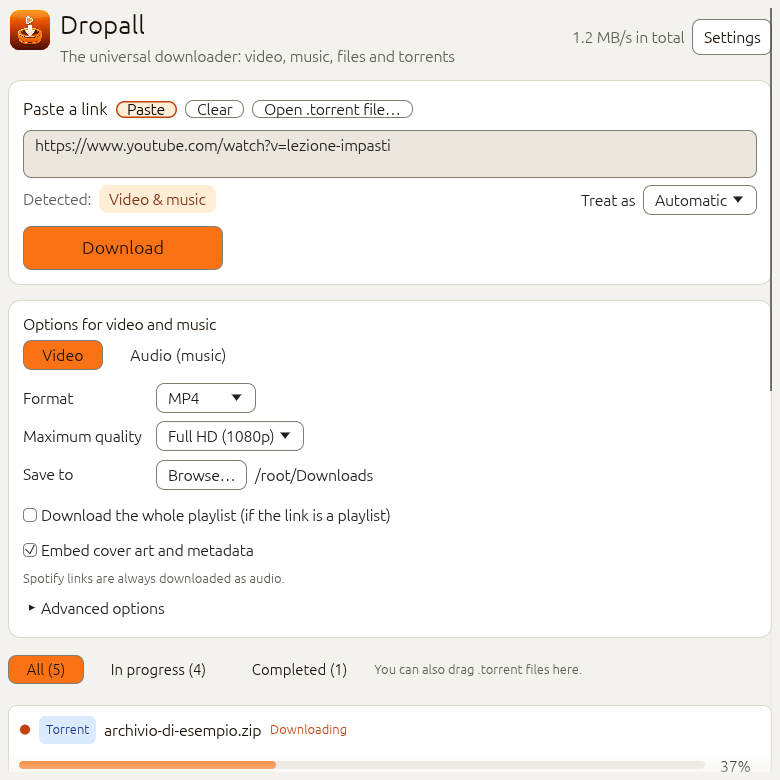 Dropall
The universal downloader: video, music, files and torrents
1.2 MB/s in total
Settings
Paste a link
Paste
Clear
Open .torrent file…
https://www.youtube.com/watch?v=lezione-impasti
Detected:
Video & music
Treat as
Automatic
Download
Options for video and music
Video
Audio (music)
Format
MP4
Maximum quality
Full HD (1080p)
Save to
Browse…
/root/Downloads
Download the whole playlist (if the link is a playlist)
Embed cover art and metadata
Spotify links are always downloaded as audio.
Advanced options
All (5)
In progress (4)
Completed (1)
You can also drag .torrent files here.
Torrent
archivio-di-esempio.zip
Downloading
37%